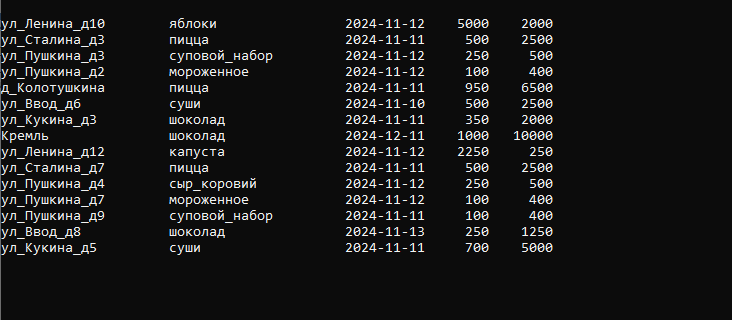 ул_Ленина_д10 яблоки 2024-11-12 5000 2000
ул_Сталина_д3 пицца 2024-11-11 500 2500
ул_Пушкина_д3 суповой_набор 2024-11-12 250 500
ул_Пушкина_д2 мороженное 2024-11-12 100 400
д_Колотушкина пицца 2024-11-11 950 6500
ул_Ввод_д6 суши 2024-11-10 500 2500
ул_Кукина_д3 шоколад 2024-11-11 350 2000
Кремль шоколад 2024-12-11 1000 10000
ул_Ленина_д12 капуста 2024-11-12 2250 250
ул_Сталина_д7 пицца 2024-11-11 500 2500
ул_Пушкина_д4 сыр_коровий 2024-11-12 250 500
ул_Пушкина_д7 мороженное 2024-11-12 100 400
ул_Пушкина_д9 суповой_набор 2024-11-11 100 400
ул_Ввод_д8 шоколад 2024-11-13 250 1250
ул_Кукина_д5 суши 2024-11-11 700 5000